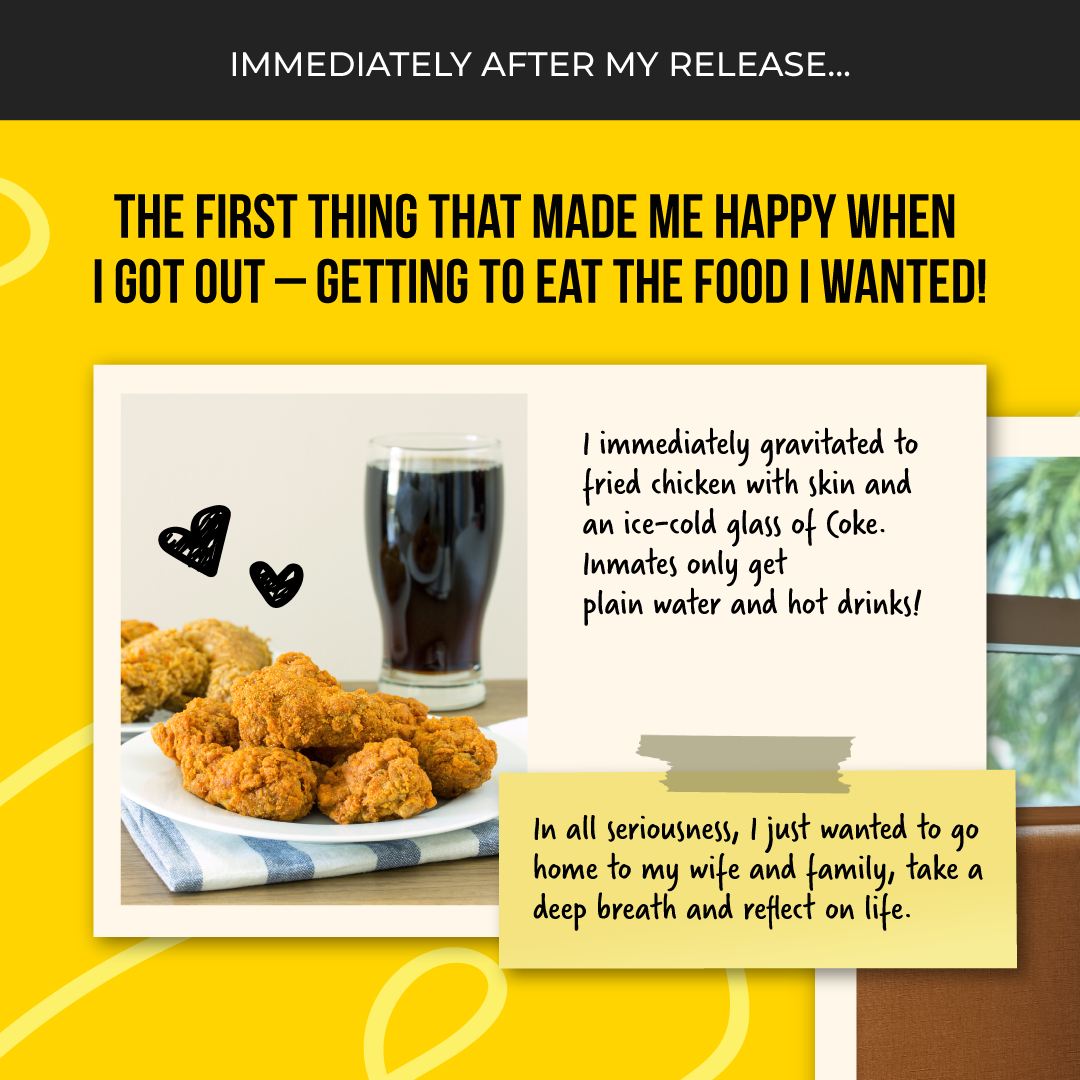 IMMEDIATELY AFTER MY RELEASE...
THE FIRST THING THAT MADE ME HAPPY WHEN
I GOT OUT – GETTING TO EAT THE FOOD I WANTED!
I immediately gravitated to
fried chicken with skin and
an ice-cold glass of Coke.
Inmates only get
plain water and hot drinks!
In all seriousness, I just wanted to go
home to my wife and family, take a
deep breath and reflect on life.